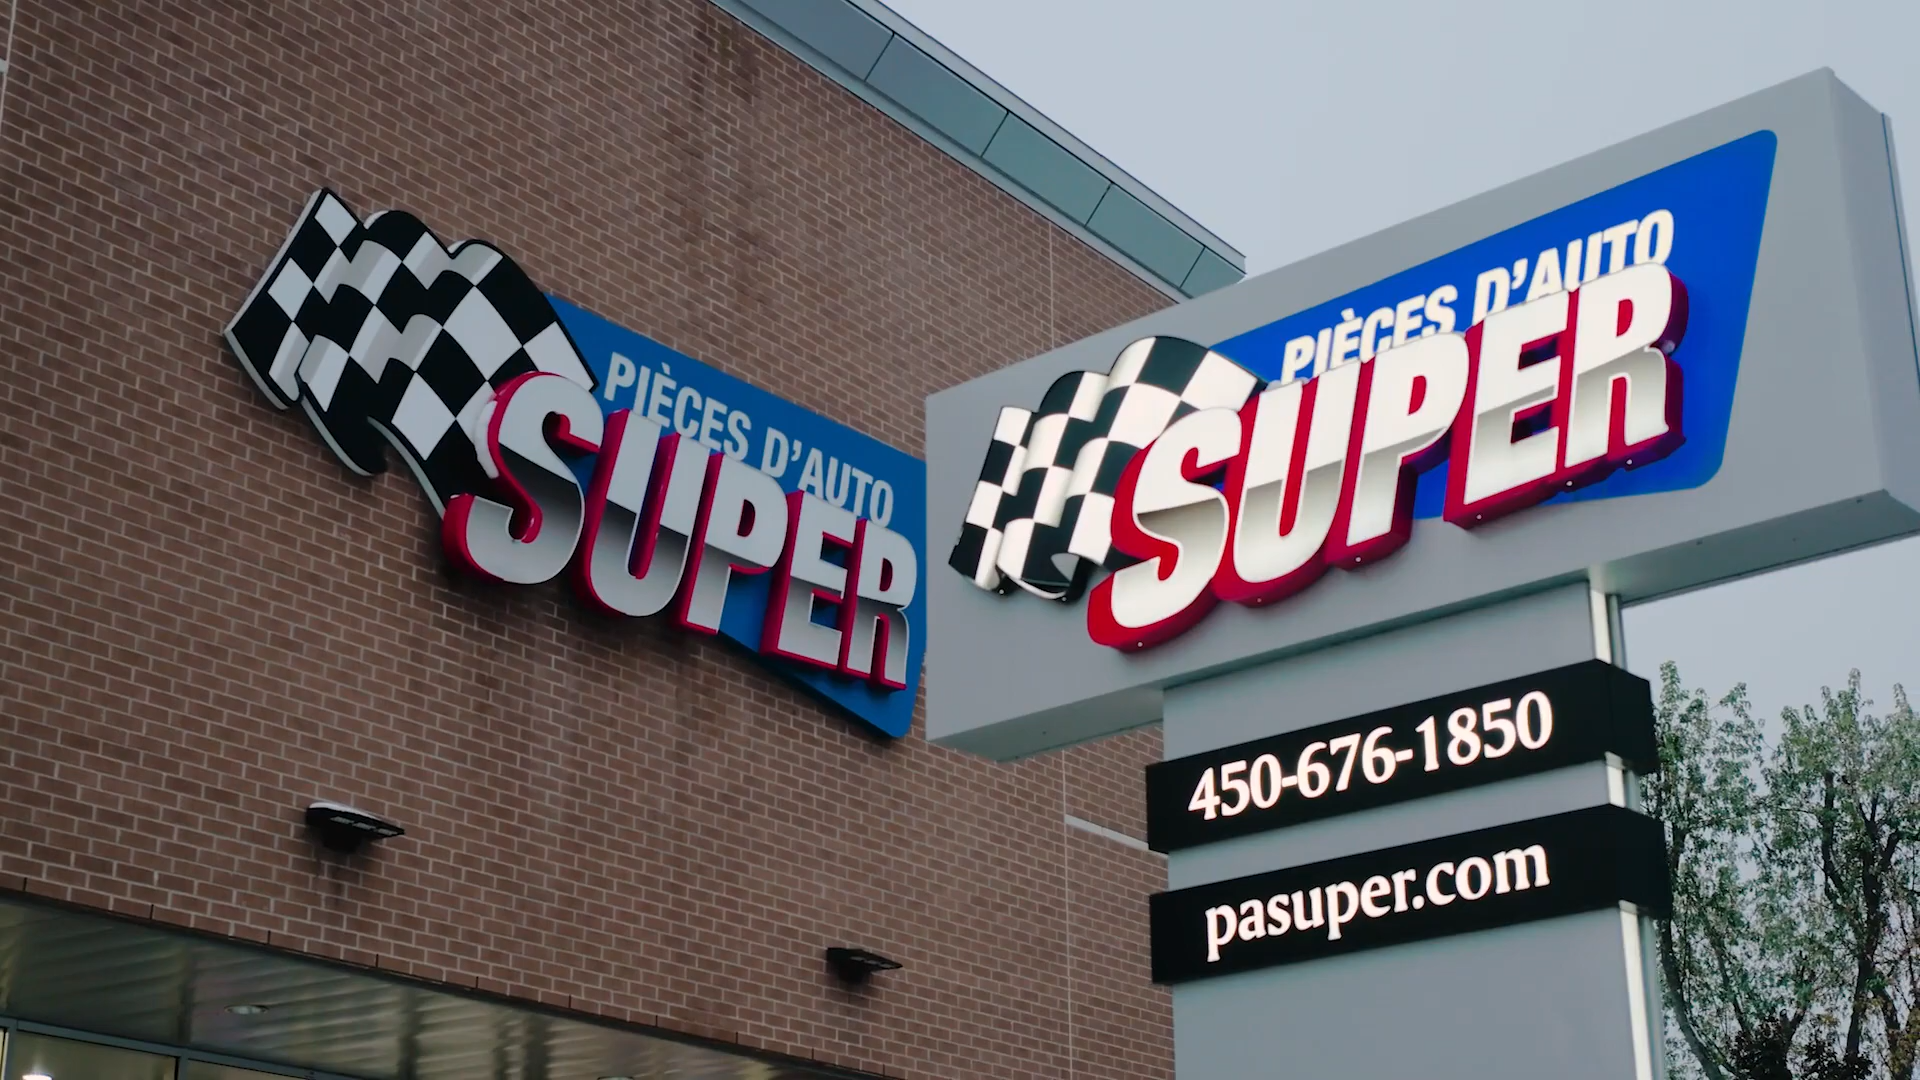 PIÈCES D'AUTO
SUPER
PIÈCES D'AUTO
SUPER
450-676-1850
pasuper.com